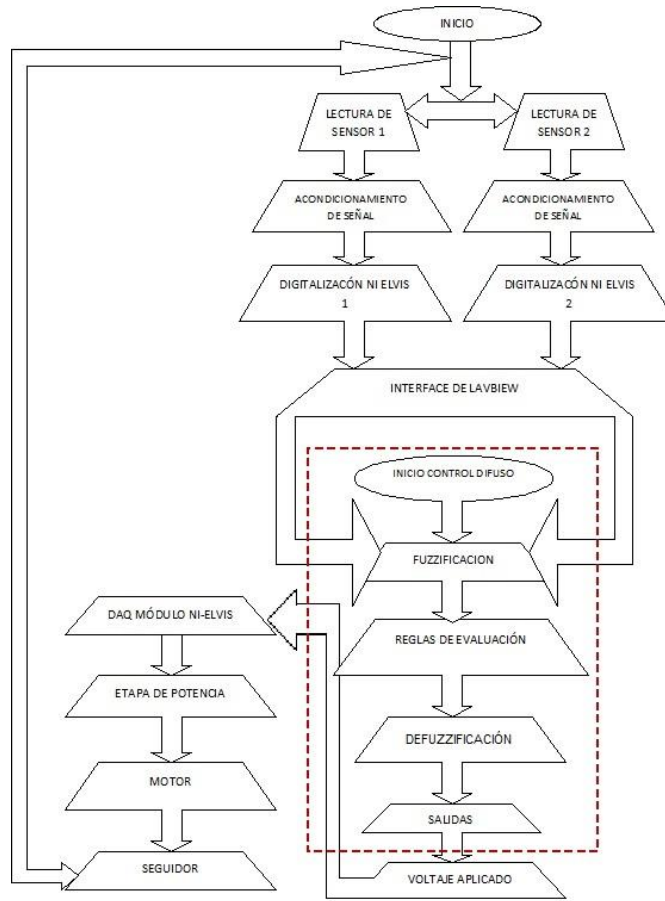 INICIO
LECTURA DE
SENSOR 1
LECTURA DE
SENSOR 2
ACONDICIONAMIENTO
DE SEÑAL
ACONDICIONAMIENTO
DE SEÑAL
DIGITALIZACÓN NI ELVIS
1
DIGITALIZACÓN NI ELVIS
2
INTERFACE DE LAVBIEW
INICIO CONTROL DIFUSO
FUZZIFICACION
REGLAS DE EVALUACIÓN
DEFUZZIFICACIÓN
SALIDAS
VOLTAJE APLICADO
DAQ MÓDULO NI-ELVIS
ETAPA DE POTENCIA
MOTOR
SEGUIDOR